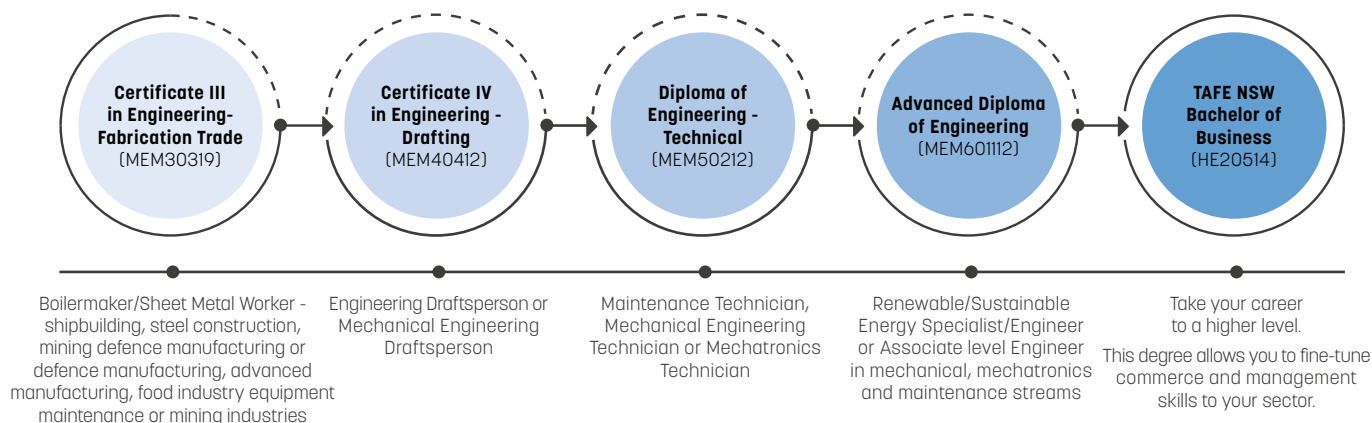 Certificate III
in Engineering-
Fabrication Trade
(MEM30319)
Certificate IV
in Engineering -
Drafting
(MEM40412)
Diploma of
Engineering -
Technical
(MEM50212)
Advanced Diploma
of Engineering
(MEM601112)
TAFE NSW
Bachelor of
Business
(HE20514)
Boilermaker/Sheet Metal Worker -
shipbuilding, steel construction,
mining defence manufacturing or
defence manufacturing, advanced
manufacturing, food industry equipment
maintenance or mining industries
Engineering Draftsperson or
Mechanical Engineering
Draftsperson
Maintenance Technician,
Mechanical Engineering
Technician or Mechatronics
Technician
Renewable/Sustainable
Energy Specialist/Engineer
or Associate level Engineer
in mechanical, mechatronics
and maintenance streams
Take your career
to a higher level.
This degree allows you to fine-tune
commerce and management
skills to your sector.